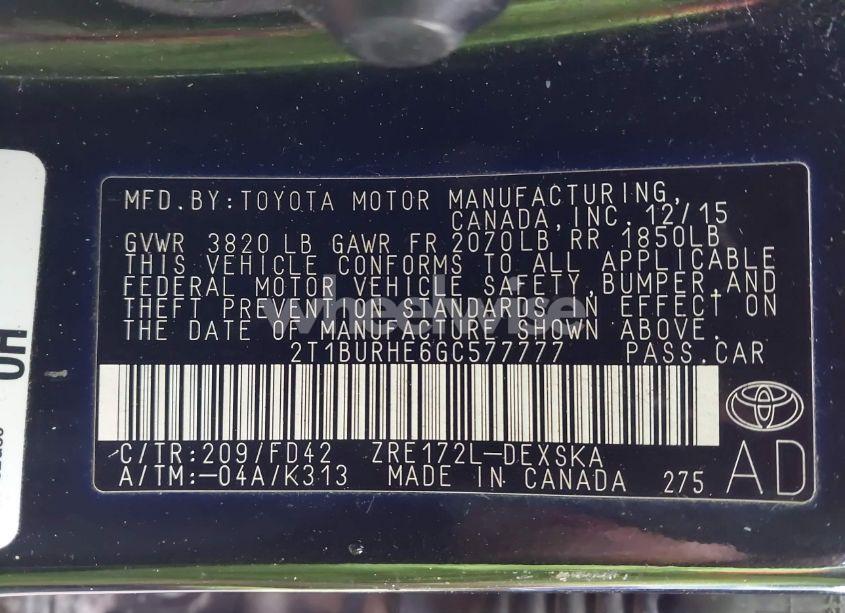 MFD.BY:TOYOTA MOTOR MANUFACTURING,
CANADA,INC. 12/15
GVWR 3820 LB GAWR FR 2070LB RR 1850LB
THIS VEHICLE CONFORMS TO ALL APPLICABLE
FEDERAL MOTOR VEHICLE SAFETY,BUMPER,AND
THEFT PREVENTION STANDARDS IN EFFECT ON
THE DATE OF MANUFACTURE SHOWN ABOVE.
2T1BURHE6GC577777 PASS.CAR
C/TR:209/FD42 ZRE172L-DEXSKA
A/TM:-04A/K313 MADE IN CANADA 275
AD
wheelwise